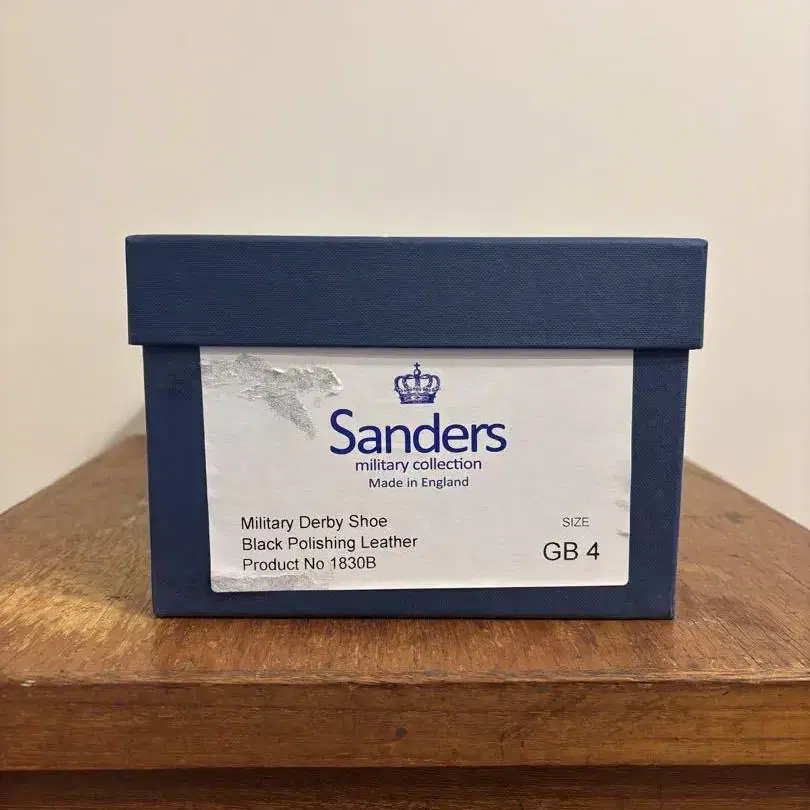 Sanders
military collection
Made in England
Military Derby Shoe
Black Polishing Leather
Product No 1830B
SIZE
GB 4